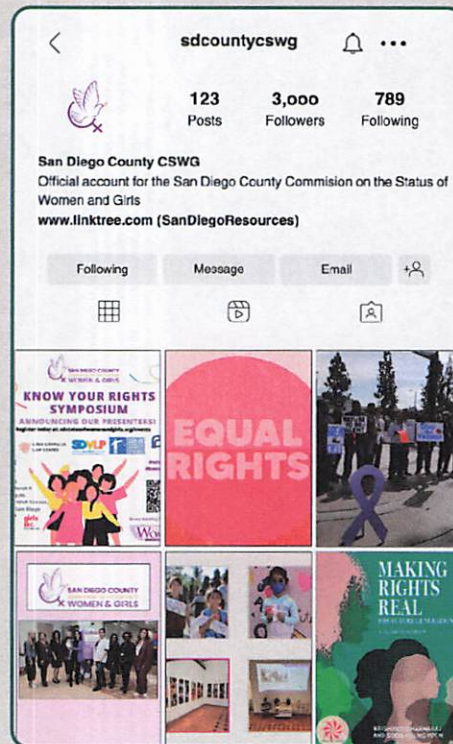 sdcountycswg
123
3,000
789
Posts
Followers
Following
San Diego County CSWG
Official account for the San Diego County Commision on the Status of
Women and Girls
www.linktree.com (SanDiegoResources)
Following
Message
Email
SAN DIEGO COUNTY
WOMEN & GIRLS
KNOW YOUR RIGHTS
SYMPOSIUM
ANNOUNCING OUR PRESENTERS!
EQUAL
RIGHTS
SAN DIEGO COUNTY
WOMEN & GIRLS
MAKING
RIGHTS
REAL